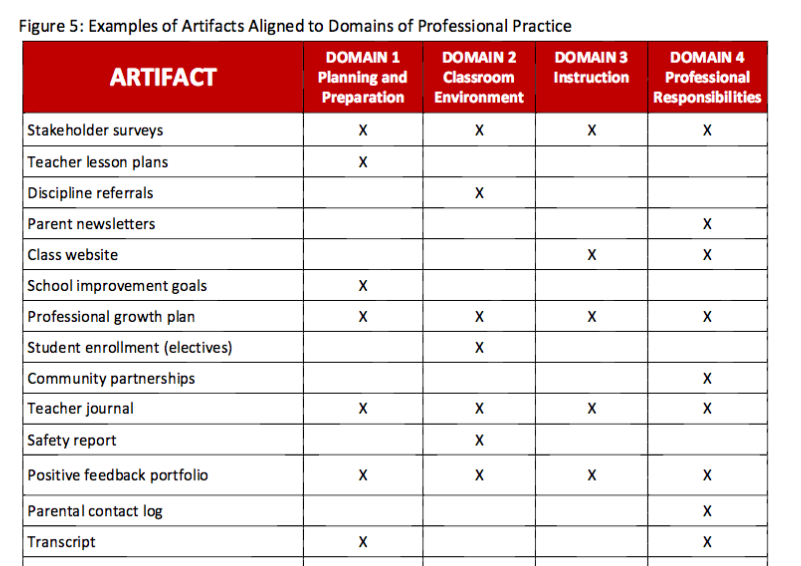 Figure 5: Examples of Artifacts Aligned to Domains of Professional Practice
ARTIFACT DOMAIN 1 Planning and Preparation DOMAIN 2 Classroom Environment DOMAIN 3 Instruction DOMAIN 4 Professional Responsibilities
Stakeholder surveys X X X X
Teacher lesson plans X
Discipline referrals X
Parent newsletters X
Class website X X
School improvement goals X
Professional growth plan X X X X
Student enrollment (electives) X
Community partnerships X
Teacher journal X X X X
Safety report X
Positive feedback portfolio X X X X
Parental contact log X
Transcript X X